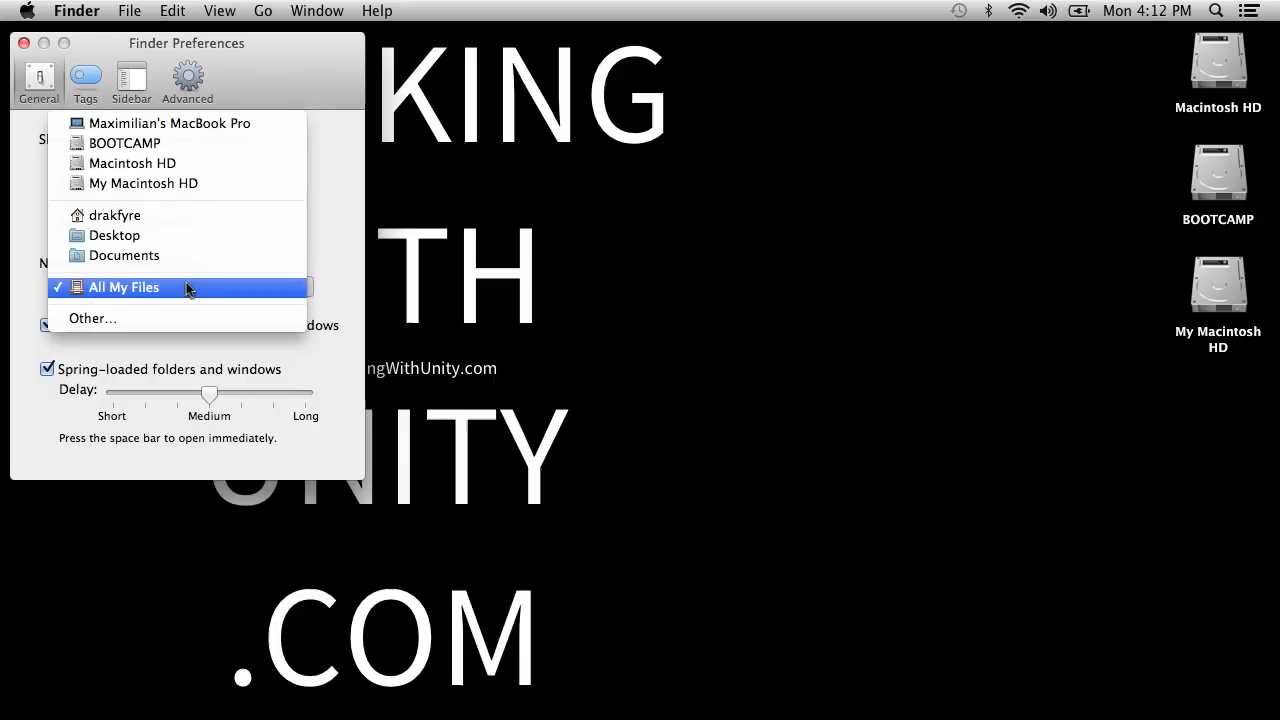 Finder File Edit View Go Window Help Mon 4:12 PM
Finder Preferences
General Tags Sidebar Advanced
Maximilian's MacBook Pro
BOOTCAMP
Macintosh HD
My Macintosh HD
drakfyre
Desktop
Documents
All My Files
Other...
dows
Spring-loaded folders and windows
Delay:
Short Medium Long
Press the space bar to open immediately.
KING
TH
ngWithUnity.com
UNITY
.COM
Macintosh HD
BOOTCAMP
My Macintosh
HD